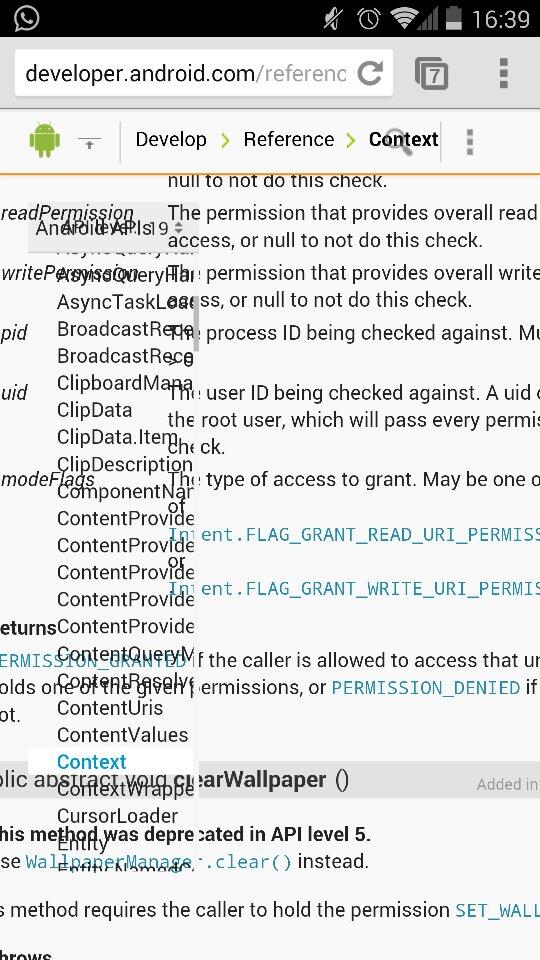 16:39
developer.android.com/referenc
7
Develop > Reference > Context
null to not do this check.
readPermission
The permission that provides overall read
access, or null to not do this check.
Android APIs
API level: 19
writePermission
The permission that provides overall write
access, or null to not do this check.
AsyncQueryHan
AsyncTaskLoa
pid
The process ID being checked against. Mu
> 0
BroadcastRece
BroadcastRece
ClipboardMana
uid
The user ID being checked against. A uid o
the root user, which will pass every permis
check.
ClipData
ClipData.Item
ClipDescription
modeFlags
The type of access to grant. May be one o
of
Intent.FLAG_GRANT_READ_URI_PERMISS
or
Intent.FLAG_GRANT_WRITE_URI_PERMIS
ComponentNam
ContentProvide
ContentProvide
ContentProvide
ContentProvide
ContentProvide
eturns
ContentQueryM
ERMISSION_GRANTED if the caller is allowed to access that ur
olds one of the given permissions, or PERMISSION_DENIED if
ot.
ContentResolve
ContentUris
ContentValues
Context
blic abstract void clearWallpaper ()
Added in
ContextWrappe
CursorLoader
his method was deprecated in API level 5.
se WallpaperManager.clear() instead.
Entity
Entity.NamedC
s method requires the caller to hold the permission SET_WALL
hrows